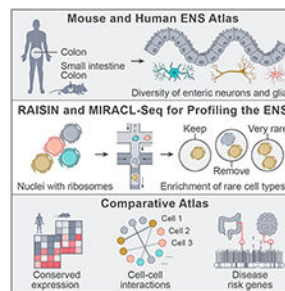 Mouse and Human ENS Atlas
Colon
Small intestine
Colon
Diversity of enteric neurons and glia
RAISIN and MIRACL-Seq for Profiling the ENS
Keep
Very rare
Remove
Nuclei with ribosomes
Enrichment of rare cell types
Comparative Atlas
Cell 1
Cell 2
Cell 3
...
Conserved
expression
Cell-cell
interactions
Disease
risk genes